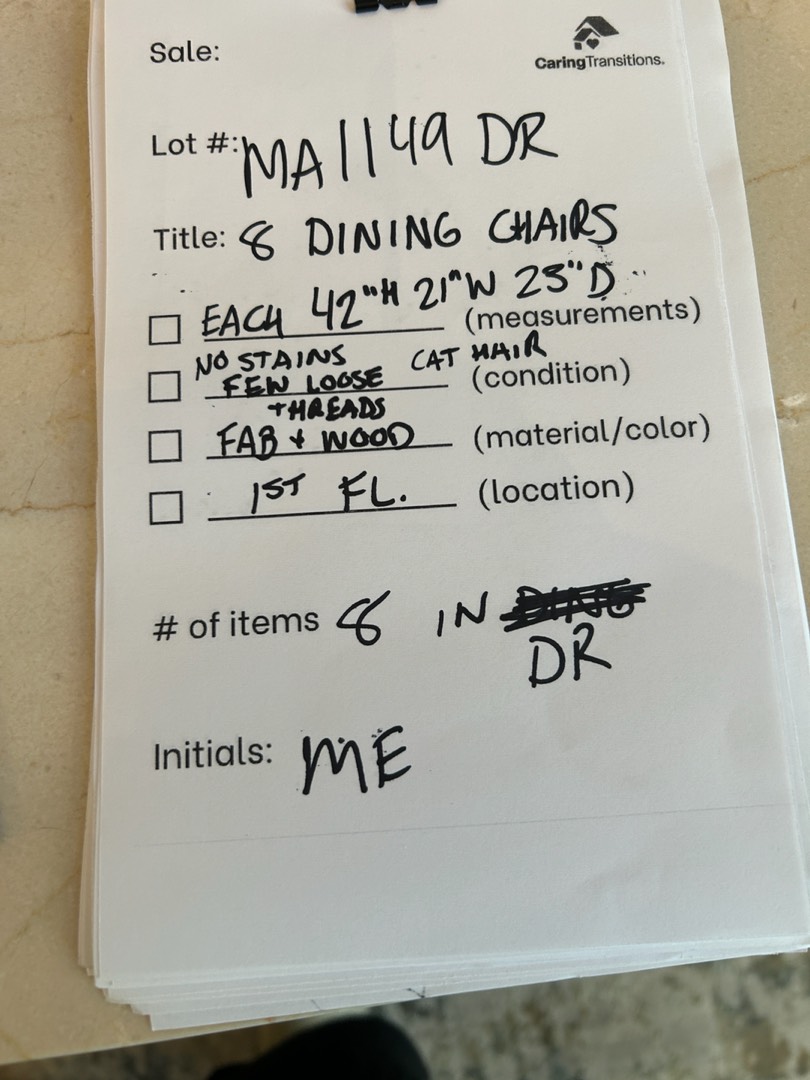 Sale:
CaringTransitions.
Lot #: MA1149 DR
Title: 8 DINING CHAIRS
EACH 42"H 21"W 23"D (measurements)
NO STAINS CAT HAIR
FEW LOOSE (condition)
THREADS
FAB + WOOD (material/color)
1ST FL. (location)
# of items 8 IN
DR
Initials: ME